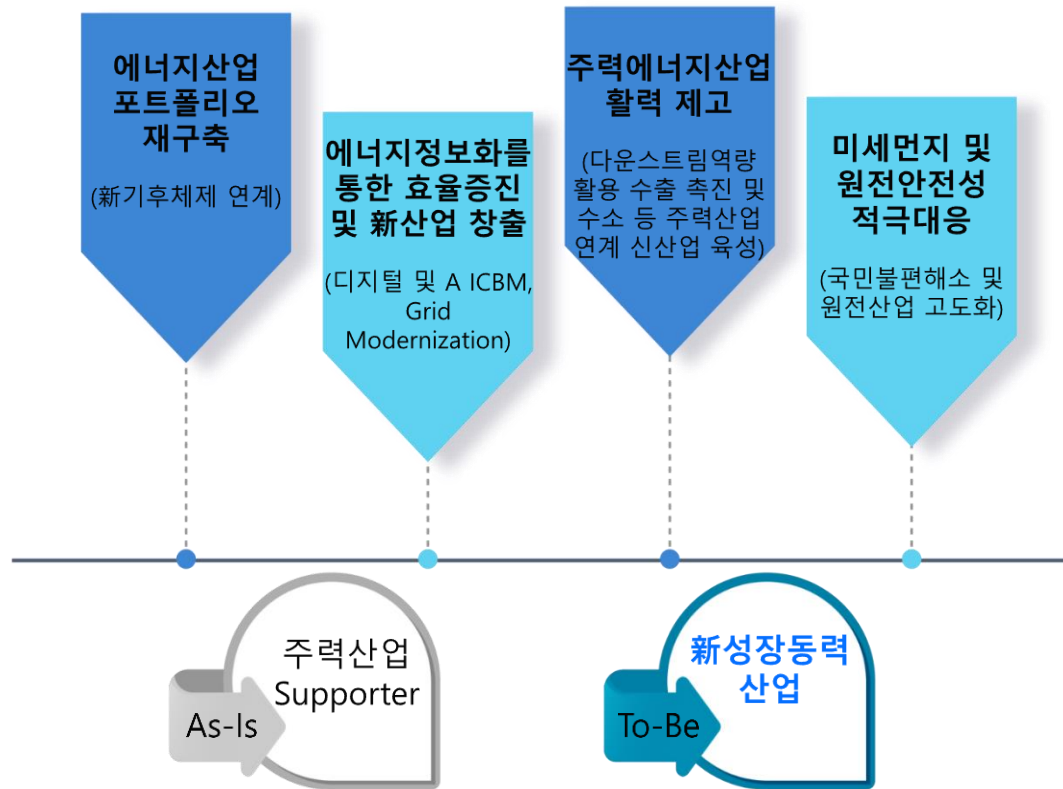 에너지산업
포트폴리오
재구축
(新기후체제 연계)
에너지정보화를
통한 효율증진
및 新산업 창출
(디지털 및 A ICBM,
Grid
Modernization)
주력에너지산업
활력 제고
(다운스트림역량
활용 수출 촉진 및
수소 등 주력산업
연계 신산업 육성)
미세먼지 및
원전안전성
적극대응
(국민불편해소 및
원전산업 고도화)
주력산업
Supporter
As-Is
新성장동력
산업
To-Be